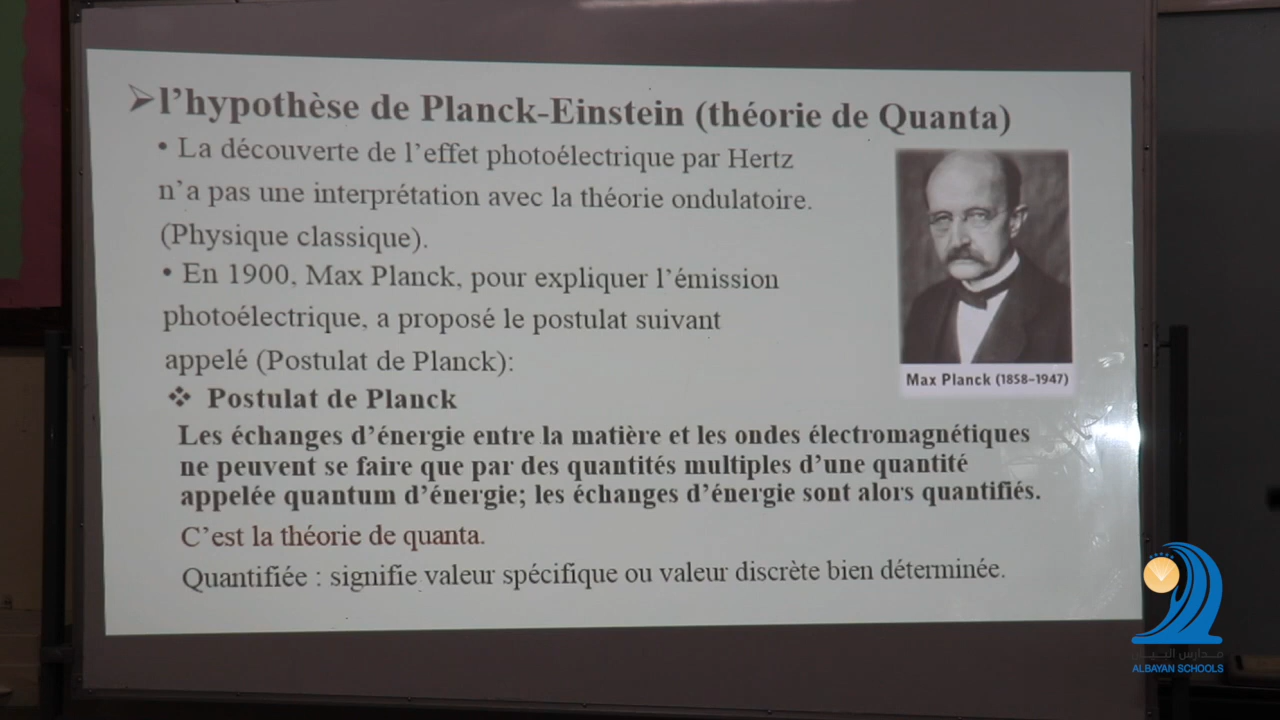 ➢l'hypothèse de Planck-Einstein (théorie de Quanta)
• La découverte de l'effet photoélectrique par Hertz
n'a pas une interprétation avec la théorie ondulatoire.
(Physique classique).
• En 1900, Max Planck, pour expliquer l'émission
photoélectrique, a proposé le postulat suivant
appelé (Postulat de Planck):
❖ Postulat de Planck
Les échanges d'énergie entre la matière et les ondes électromagnétiques
ne peuvent se faire que par des quantités multiples d'une quantité
appelée quantum d'énergie; les échanges d'énergie sont alors quantifiés.
C'est la théorie de quanta.
Quantifiée : signifie valeur spécifique ou valeur discrète bien déterminée.
Max Planck (1858-1947)
مدارس البيان
ALBAYAN SCHOOLS